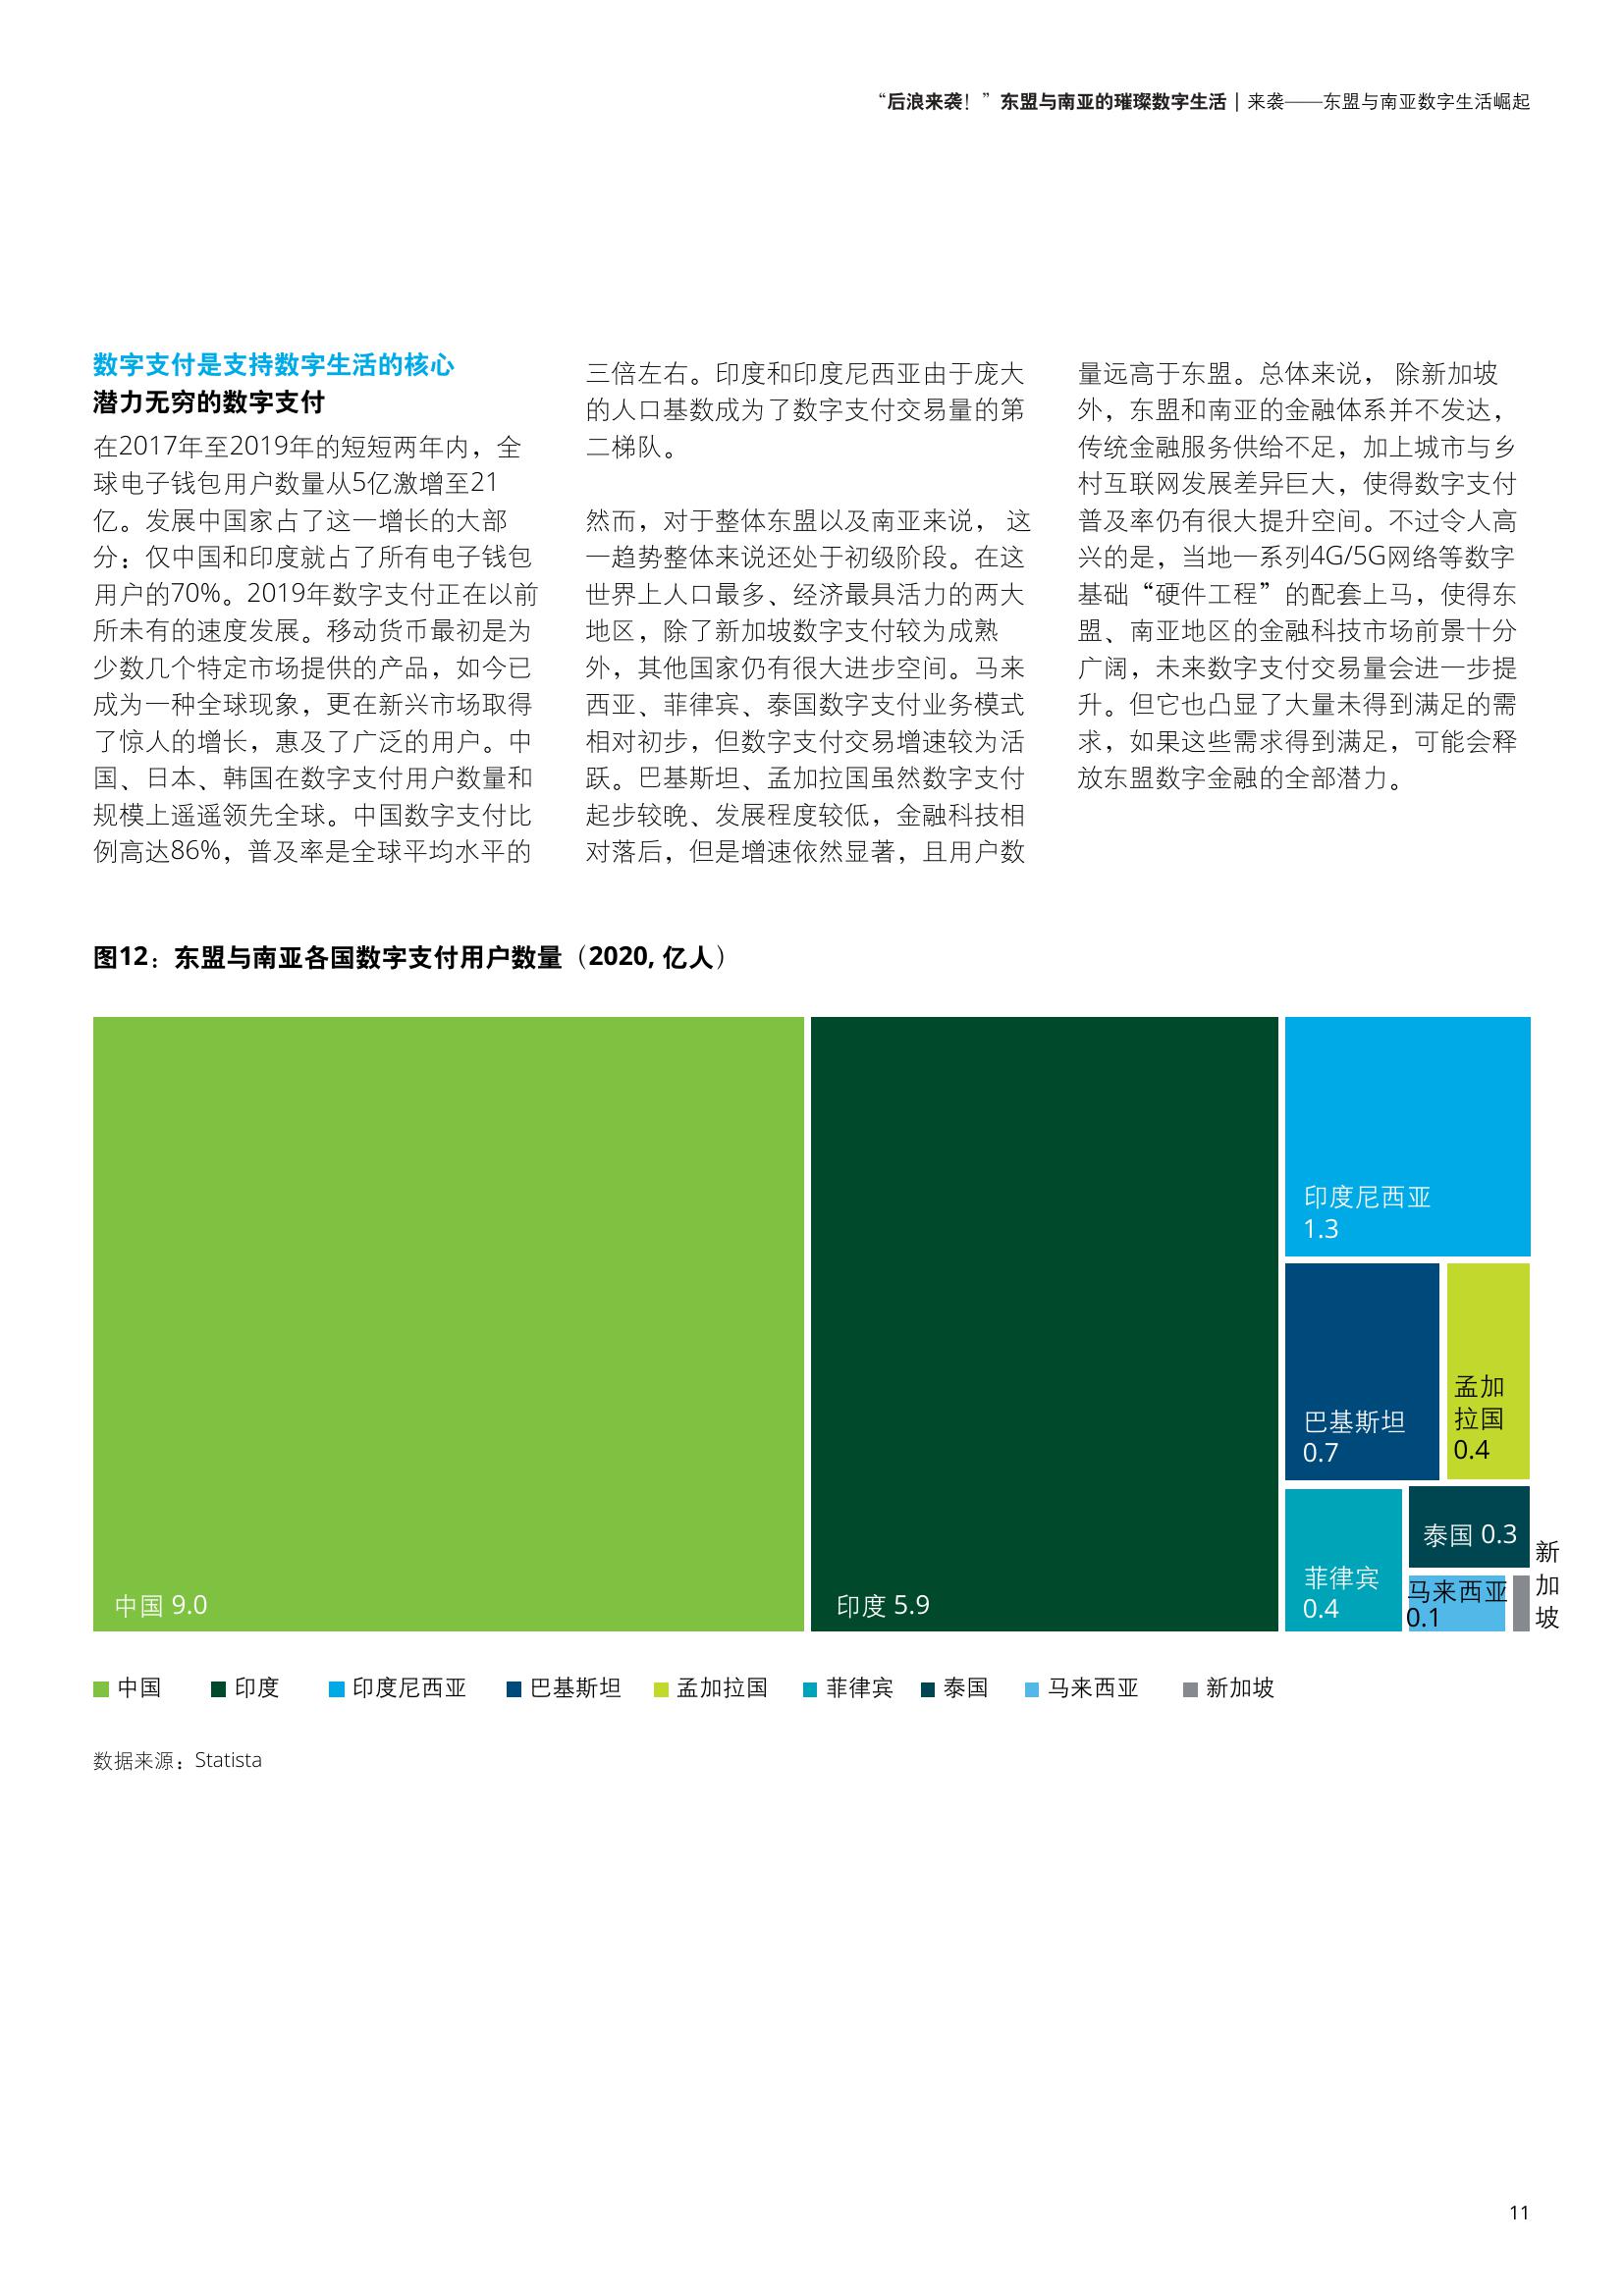 “后浪来袭！”东盟与南亚的璀璨数字生活 | 来袭——东盟与南亚数字生活崛起
数字支付是支持数字生活的核心
潜力无穷的数字支付
在2017年至2019年的短短两年内，全
球电子钱包用户数量从5亿激增至21
亿。发展中国家占了这一增长的大部
分：仅中国和印度就占了所有电子钱包
用户的70%。2019年数字支付正在以前
所未有的速度发展。移动货币最初是为
少数几个特定市场提供的产品，如今已
成为一种全球现象，更在新兴市场取得
了惊人的增长，惠及了广泛的用户。中
国、日本、韩国在数字支付用户数量和
规模上遥遥领先全球。中国数字支付比
例高达86%，普及率是全球平均水平的
三倍左右。印度和印度尼西亚由于庞大
的人口基数成为了数字支付交易量的第
二梯队。
然而，对于整体东盟以及南亚来说， 这
一趋势整体来说还处于初级阶段。在这
世界上人口最多、经济最具活力的两大
地区，除了新加坡数字支付较为成熟
外，其他国家仍有很大进步空间。马来
西亚、菲律宾、泰国数字支付业务模式
相对初步，但数字支付交易增速较为活
跃。巴基斯坦、孟加拉国虽然数字支付
起步较晚、发展程度较低，金融科技相
对落后，但是增速依然显著，且用户数
量远高于东盟。总体来说， 除新加坡
外，东盟和南亚的金融体系并不发达，
传统金融服务供给不足，加上城市与乡
村互联网发展差异巨大，使得数字支付
普及率仍有很大提升空间。不过令人高
兴的是，当地一系列4G/5G网络等数字
基础“硬件工程”的配套上马，使得东
盟、南亚地区的金融科技市场前景十分
广阔，未来数字支付交易量会进一步提
升。但它也凸显了大量未得到满足的需
求，如果这些需求得到满足，可能会释
放东盟数字金融的全部潜力。
图12：东盟与南亚各国数字支付用户数量（2020, 亿人）
中国 9.0
印度 5.9
印度尼西亚
1.3
巴基斯坦
0.7
孟加
拉国
0.4
菲律宾
0.4
泰国 0.3
马来西亚
0.1
新
加
坡
中国 印度 印度尼西亚 巴基斯坦 孟加拉国 菲律宾 泰国 马来西亚 新加坡
数据来源：Statista
11